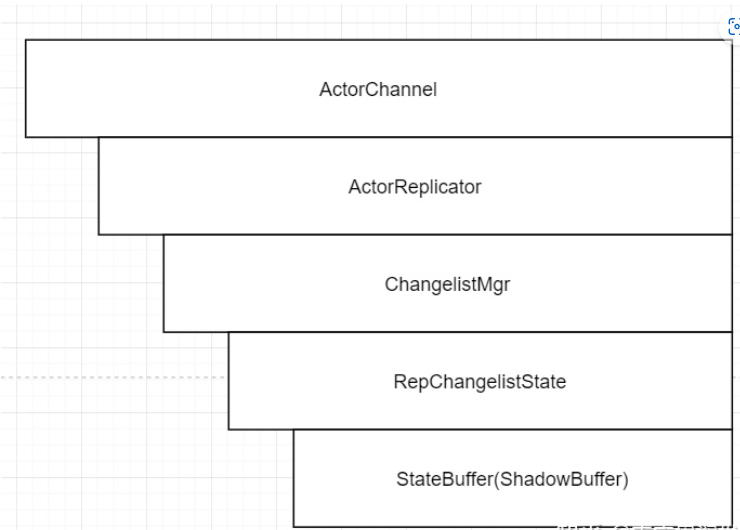 ActorChannel
ActorReplicator
ChangelistMgr
RepChangelistState
StateBuffer(ShadowBuffer)